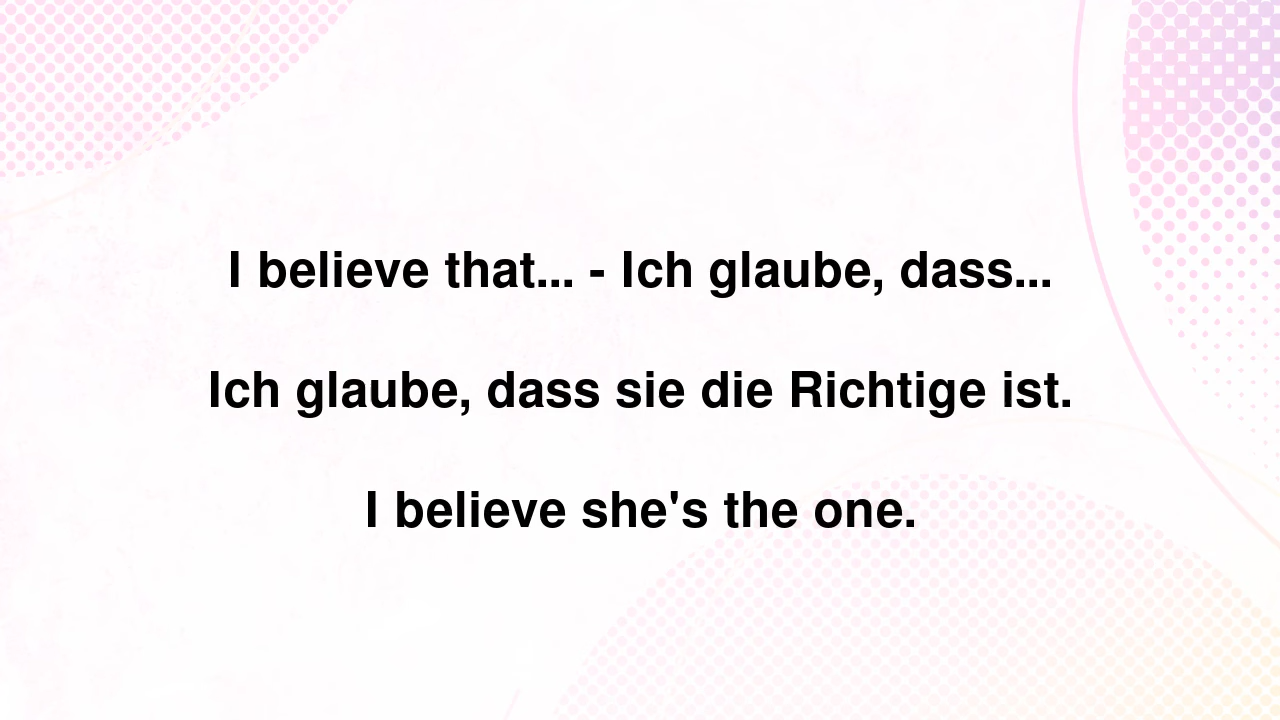 I believe that... - Ich glaube, dass...
Ich glaube, dass sie die Richtige ist.
I believe she's the one.